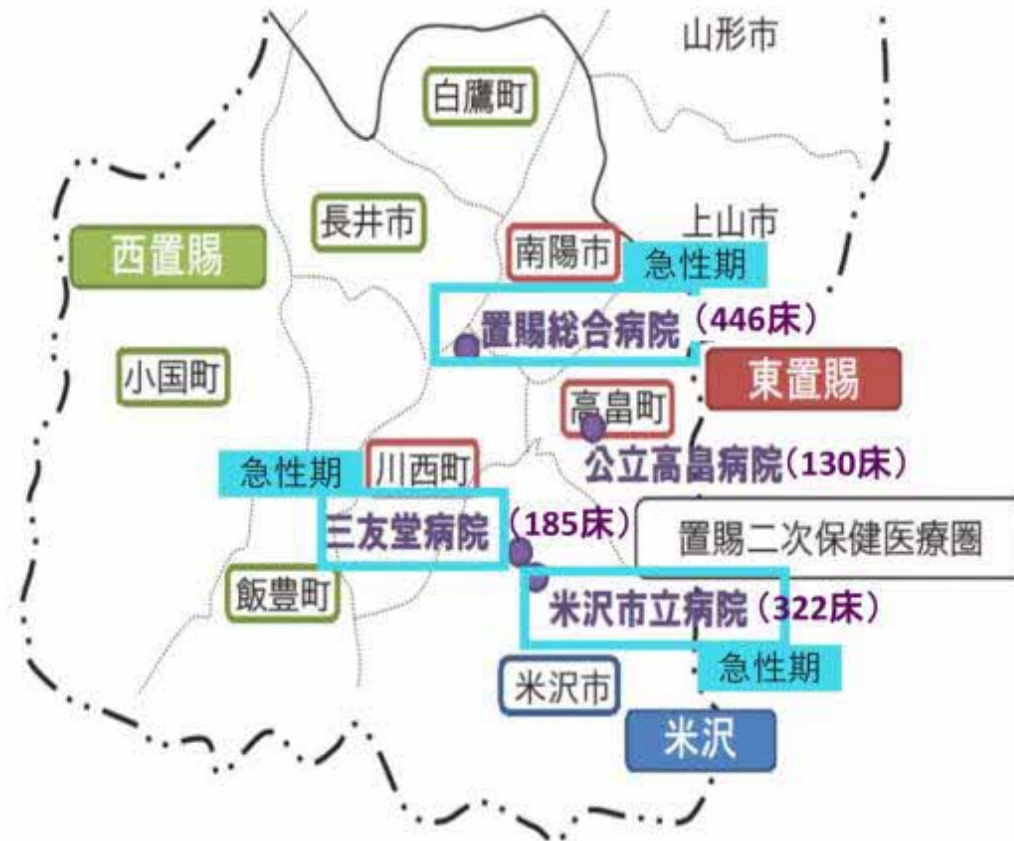 山形市
白鷹町
長井市
上山市
南陽市
急性期
西置賜
置賜総合病院（446床）
小国町
東置賜
高畠町
公立高畠病院（130床）
急性期
川西町
三友堂病院（185床）
置賜二次保健医療圏
飯豊町
米沢市立病院（322床）
急性期
米沢市
米沢